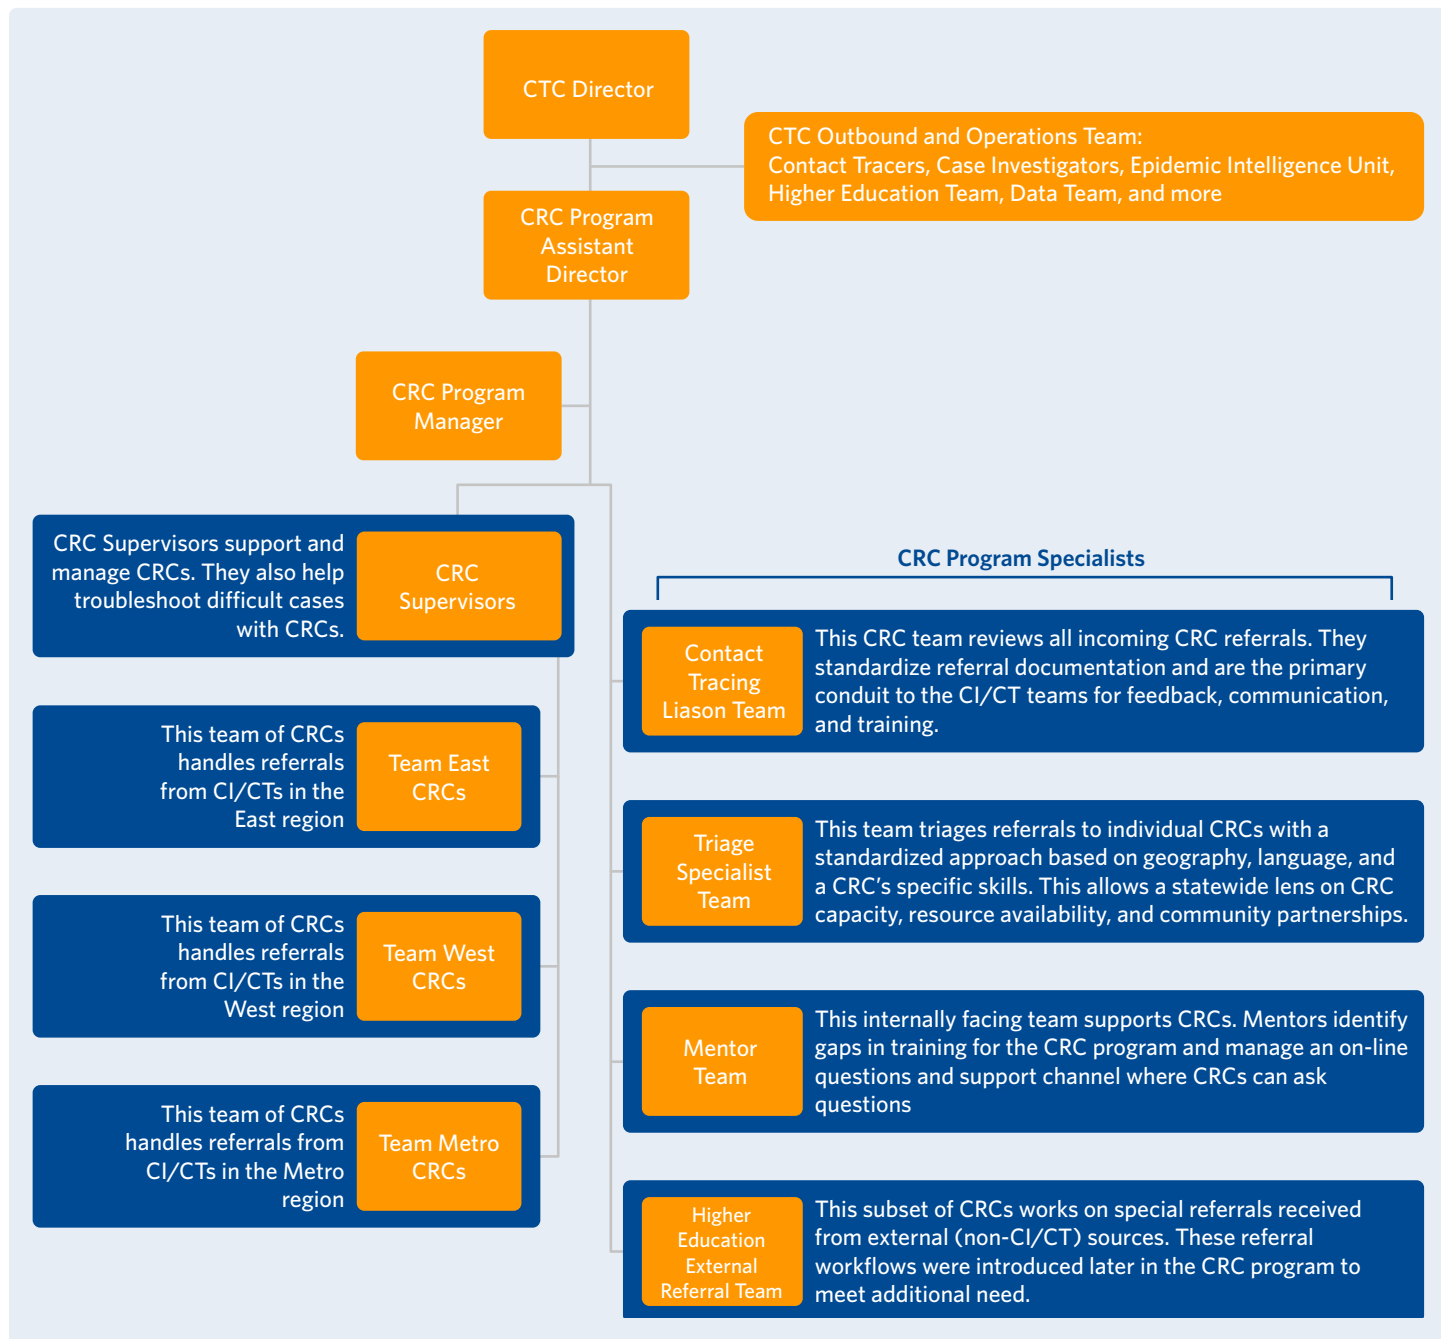 CTC Director
CTC Outbound and Operations Team:
Contact Tracers, Case Investigators, Epidemic Intelligence Unit,
Higher Education Team, Data Team, and more
CRC Program
Assistant
Director
CRC Program
Manager
CRC Supervisors support and
manage CRCs. They also help
troubleshoot difficult cases
with CRCs.
CRC
Supervisors
This team of CRCs
handles referrals
from CI/CTs in the
East region
Team East
CRCs
This team of CRCs
handles referrals
from CI/CTs in the
West region
Team West
CRCs
This team of CRCs
handles referrals from
CI/CTs in the Metro
region
Team Metro
CRCs
CRC Program Specialists
Contact
Tracing
Liason Team
This CRC team reviews all incoming CRC referrals. They
standardize referral documentation and are the primary
conduit to the CI/CT teams for feedback, communication,
and training.
Triage
Specialist
Team
This team triages referrals to individual CRCs with a
standardized approach based on geography, language, and
a CRC’s specific skills. This allows a statewide lens on CRC
capacity, resource availability, and community partnerships.
Mentor
Team
This internally facing team supports CRCs. Mentors identify
gaps in training for the CRC program and manage an on-line
questions and support channel where CRCs can ask
questions
Higher
Education
External
Referral Team
This subset of CRCs works on special referrals received
from external (non-CI/CT) sources. These referral
workflows were introduced later in the CRC program to
meet additional need.